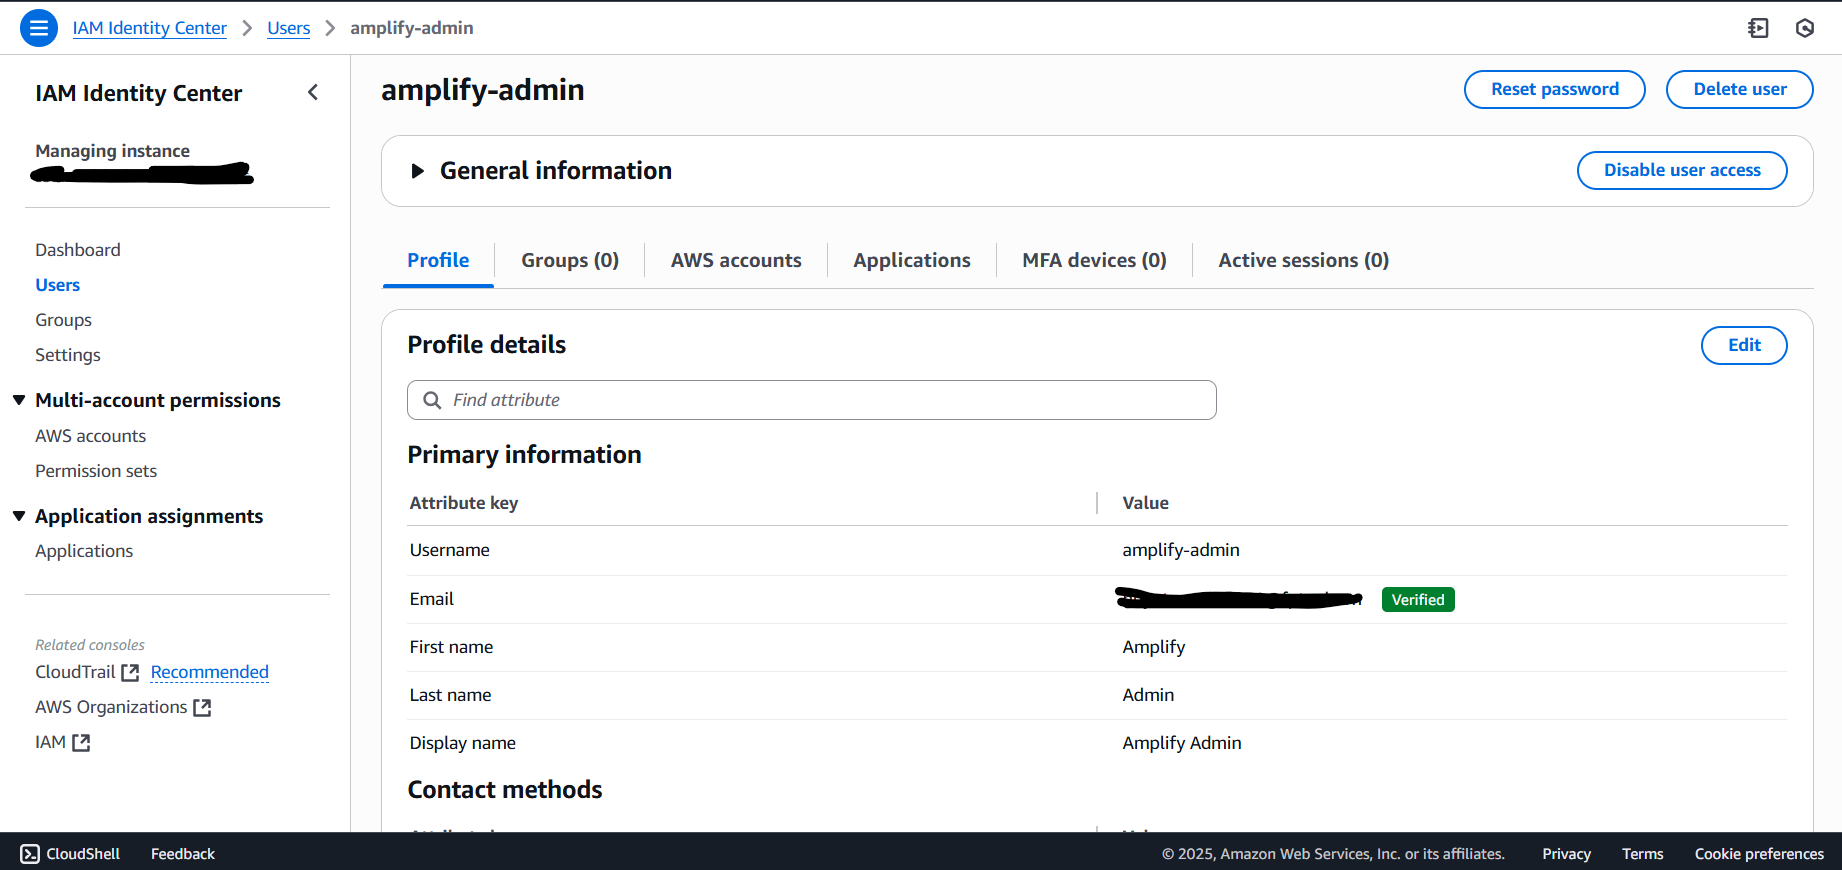 IAM Identity Center > Users > amplify-admin
IAM Identity Center
Managing instance
Dashboard
Users
Groups
Settings
Multi-account permissions
AWS accounts
Permission sets
Application assignments
Applications
Related consoles
CloudTrail Recommended
AWS Organizations
IAM
amplify-admin
Reset password
Delete user
General information
Disable user access
Profile
Groups (0)
AWS accounts
Applications
MFA devices (0)
Active sessions (0)
Profile details
Edit
Find attribute
Primary information
Attribute key Value
Username amplify-admin
Email Verified
First name Amplify
Last name Admin
Display name Amplify Admin
Contact methods
CloudShell Feedback © 2025, Amazon Web Services, Inc. or its affiliates. Privacy Terms Cookie preferences